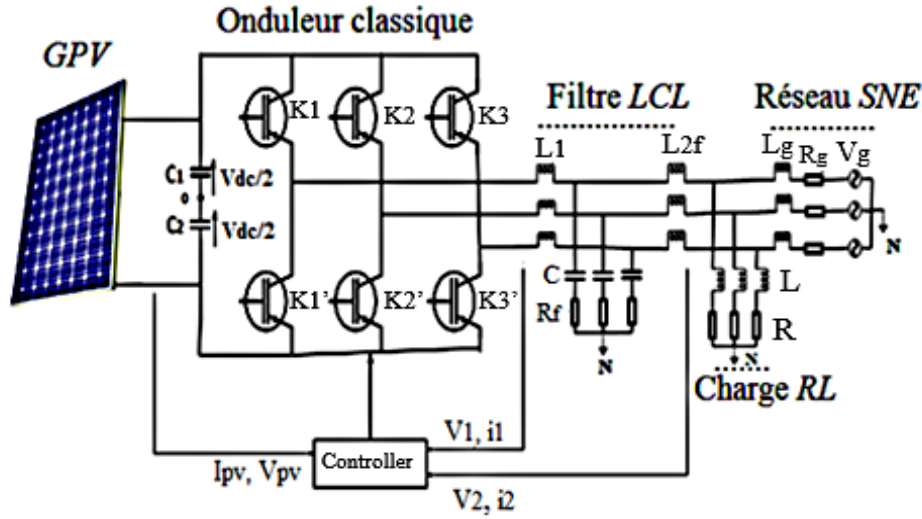 Onduleur classique
GPV
K1
K2
K3
Filtre LCL
Réseau SNE
L1
L2f
Lg
Rg
Vg
C1
Vdc/2
o
C2
Vdc/2
N
K1'
K2'
K3'
C
Rf
N
L
R
N
Charge RL
V1, i1
Controller
Ipv, Vpv
V2, i2